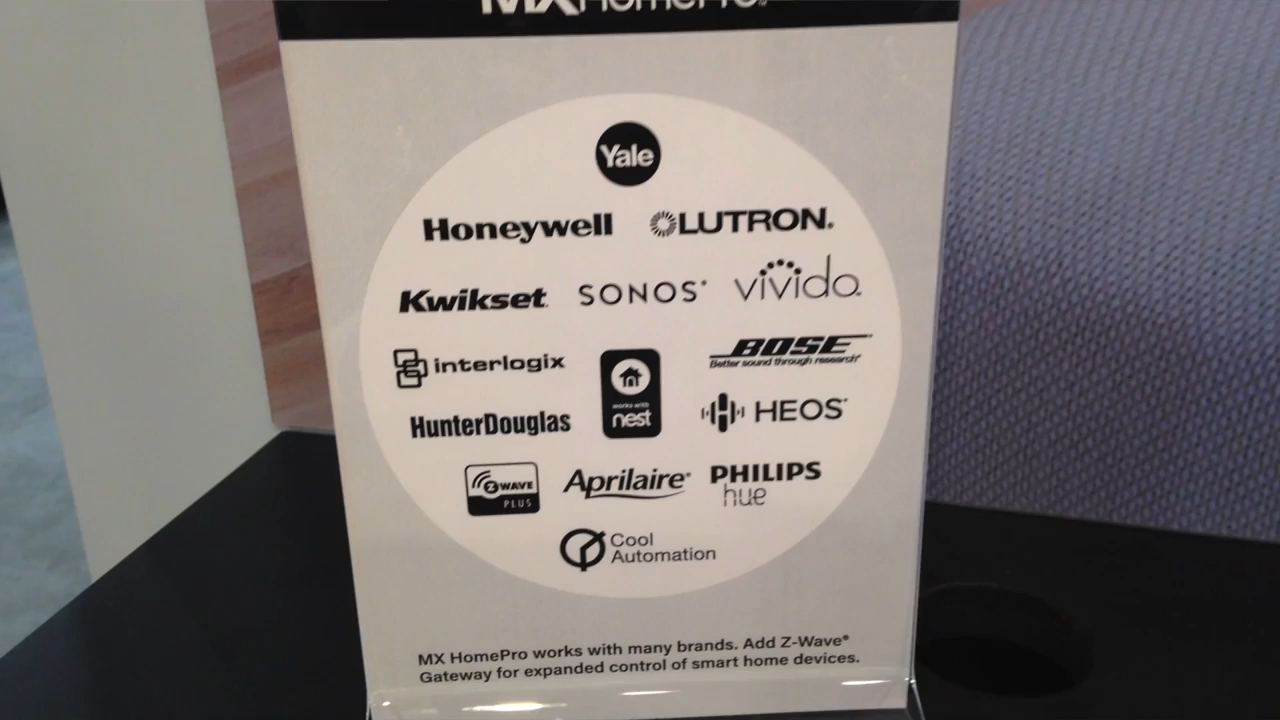 MX HomePro™
Yale
Honeywell
LUTRON®
Kwikset
SONOS
vivido
interlogix
works with
nest
BOSE
Better sound through research®
HunterDouglas
HEOS
Z WAVE
PLUS
Aprilaire®
PHILIPS
hue
Cool
Automation
MX HomePro works with many brands. Add Z-Wave®
Gateway for expanded control of smart home devices.